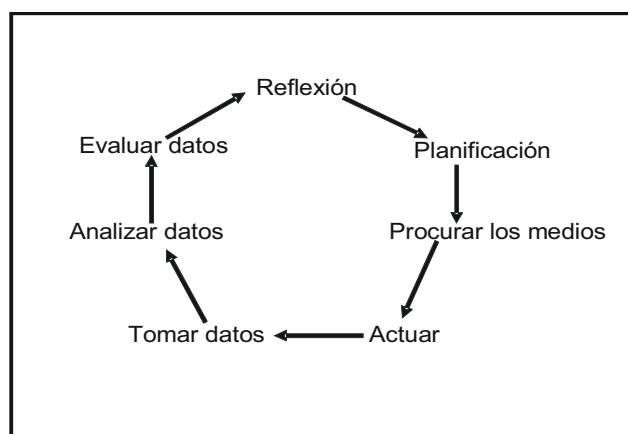 Reflexión
Evaluar datos
Planificación
Analizar datos
Procurar los medios
Tomar datos
Actuar